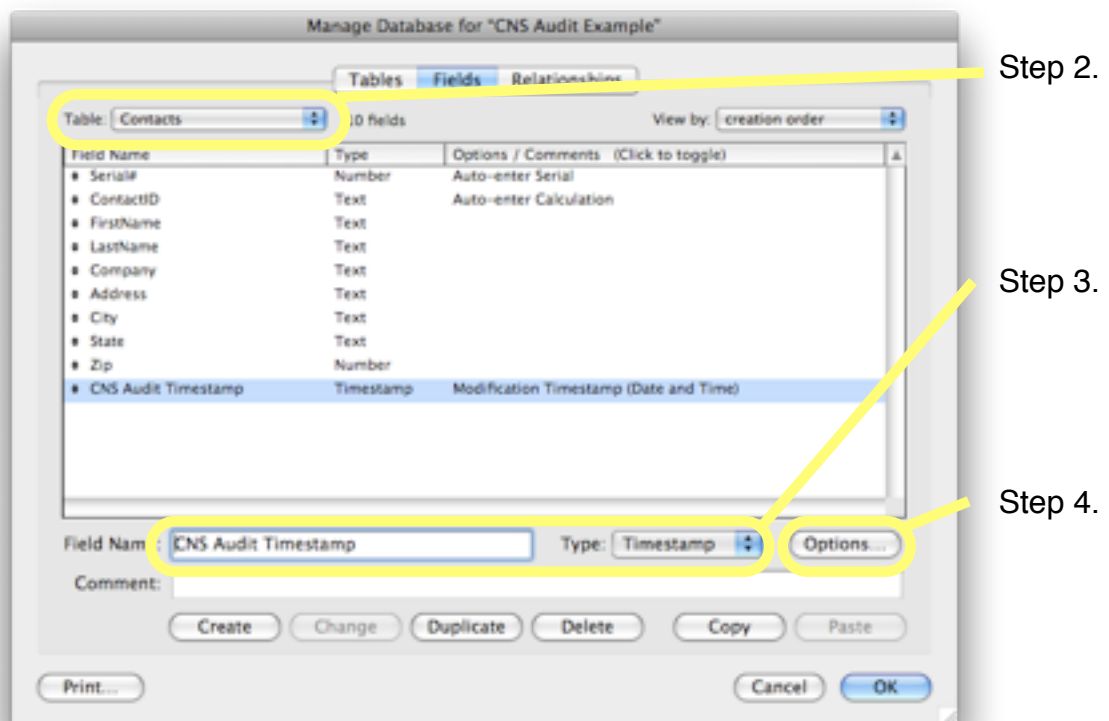 Manage Database for "CNS Audit Example"
Tables Fields Relationships
Step 2.
Table: Contacts 10 fields View by: creation order
Field Name Type Options / Comments (Click to toggle)
Serial# Number Auto-enter Serial
ContactID Text Auto-enter Calculation
FirstName Text
LastName Text
Company Text
Address Text
Step 3.
City Text
State Text
Zip Number
CNS Audit Timestamp Timestamp Modification Timestamp (Date and Time)
Step 4.
Field Name: CNS Audit Timestamp Type: Timestamp Options...
Comment:
Create Change Duplicate Delete Copy Paste
Print... Cancel OK